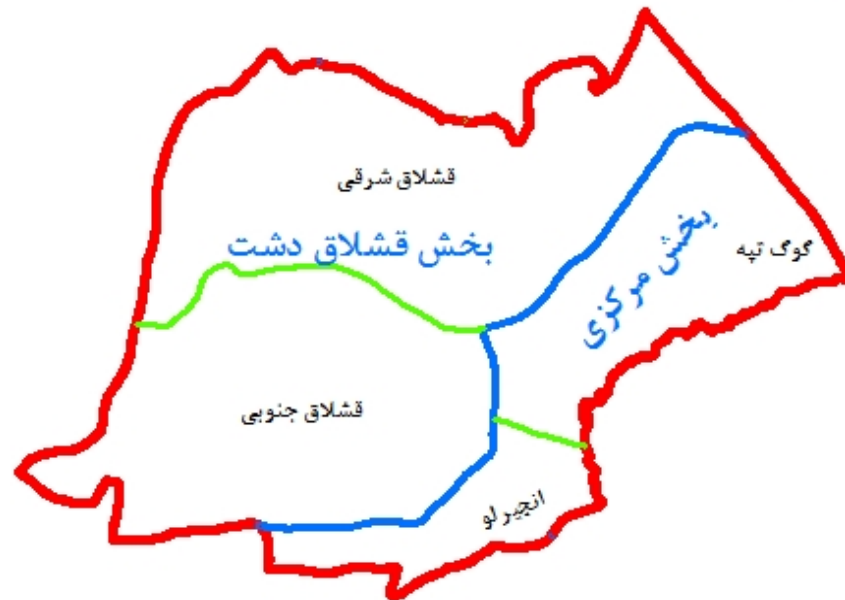 قشلاق شرقی
بخش قشلاق دشت
بخش مرکزی
گوگ تپه
قشلاق جنوبی
انجیرلو